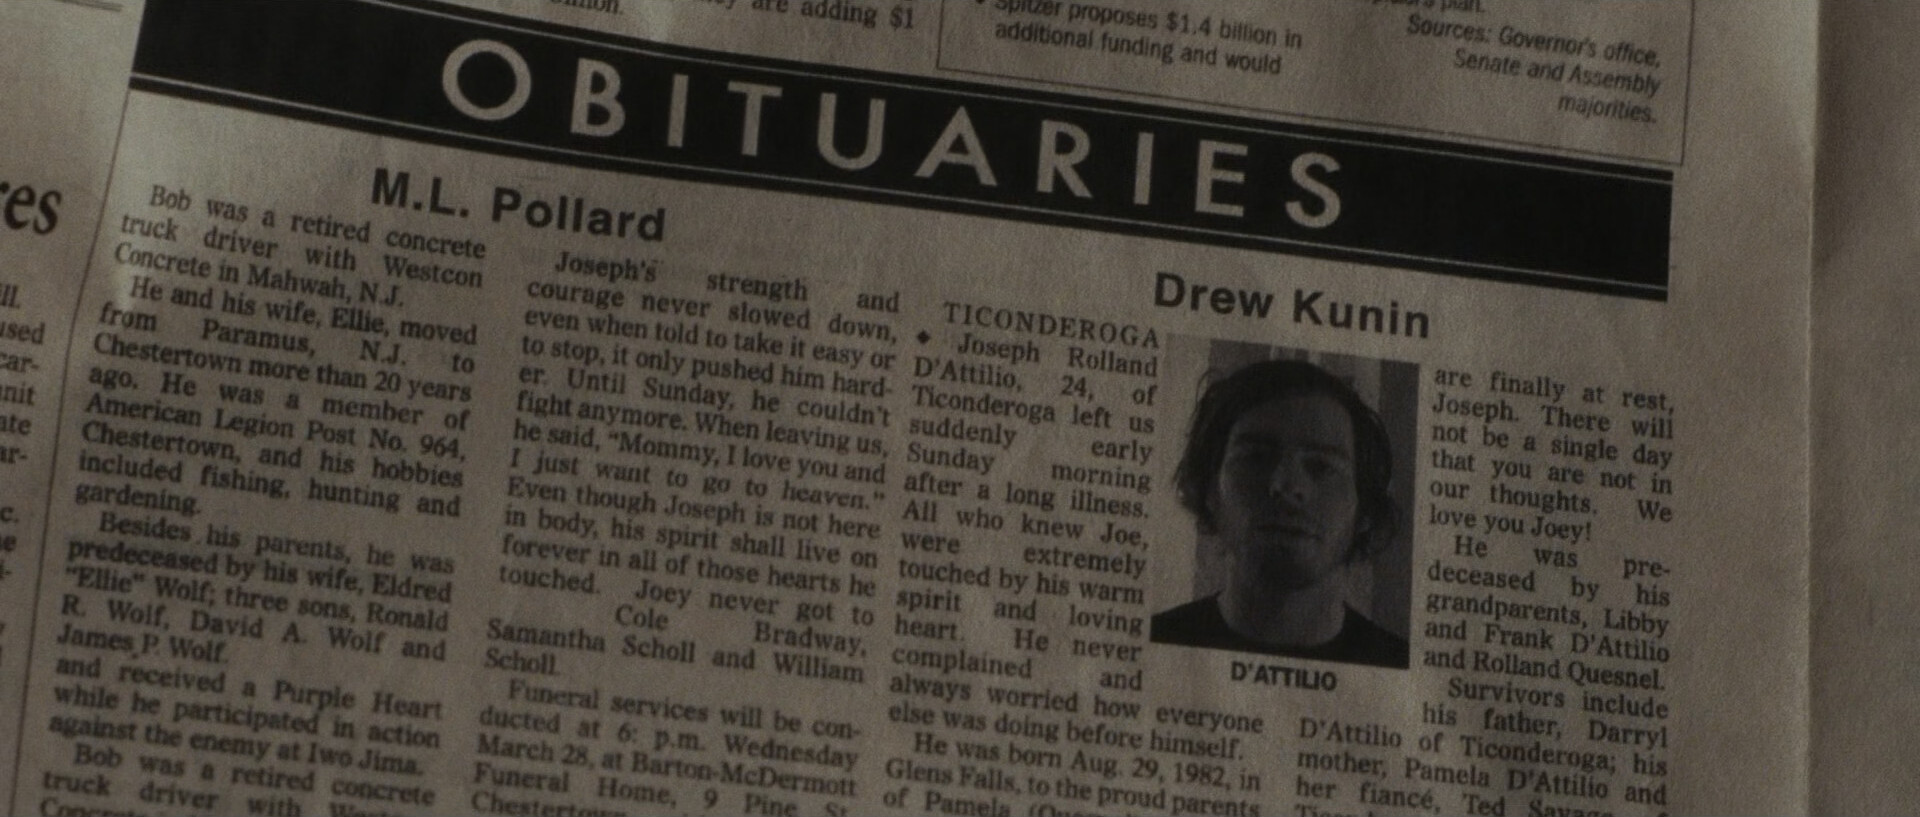 are adding $1
Spitzer proposes $1.4 billion in
additional funding and would
Sources: Governor's office,
Senate and Assembly
majorities.
res
ill.
used
car-
nit
ate
ar-
c.
OBITUARIES
M.L. Pollard
Bob was a retired concrete
truck driver with Westcon
Concrete in Mahwah, N.J.
He and his wife, Ellie, moved
from Paramus, N.J. to
Chestertown more than 20 years
ago. He was a member of
American Legion Post No. 964,
Chestertown, and his hobbies
included fishing, hunting and
gardening.
Besides his parents, he was
predeceased by his wife, Eldred
"Ellie" Wolf; three sons, Ronald
R. Wolf, David A. Wolf and
James P. Wolf.
and received a Purple Heart
while he participated in action
against the enemy at Iwo Jima.
Bob was a retired concrete
truck driver with
Joseph's strength and
courage never slowed down,
even when told to take it easy or
to stop, it only pushed him hard-
er. Until Sunday, he couldn't
fight anymore. When leaving us,
he said, "Mommy, I love you and
I just want to go to heaven."
Even though Joseph is not here
in body, his spirit shall live on
forever in all of those hearts he
touched. Joey never got to
Cole Bradway,
Samantha Scholl and William
Scholl.
Funeral services will be con-
ducted at 6: p.m. Wednesday
March 28, at Barton-McDermott
Funeral Home, 9 Pine St.
Drew Kunin
TICONDEROGA
◆ Joseph Rolland
D'Attilio, 24, of
Ticonderoga left us
suddenly early
Sunday morning
after a long illness.
All who knew Joe,
were extremely
touched by his warm
spirit and loving
heart. He never
complained and
always worried how everyone
else was doing before himself.
He was born Aug. 29, 1982, in
Glens Falls, to the proud parents
of Pamela
D'ATTILIO
are finally at rest,
Joseph. There will
not be a single day
that you are not in
our thoughts. We
love you Joey!
He was pre-
deceased by his
grandparents, Libby
and Frank D'Attilio
and Rolland Quesnel.
Survivors include
his father, Darryl
D'Attilio of Ticonderoga; his
mother, Pamela D'Attilio and
her fiancé, Ted Savage